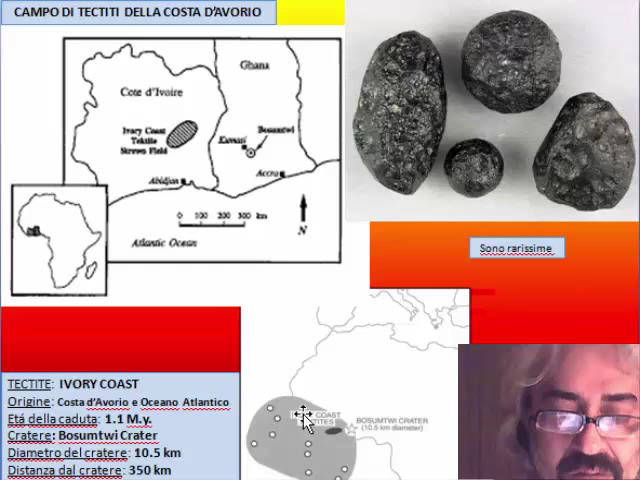 CAMPO DI TECTITI DELLA COSTA D'AVORIO
Ghana
Cote d'Ivoire
Ivory Coast
Tektite
Strewn Field
Bosumtwi
Kumasi
Accra
Abidjan
0 100 200 300 km
N
Atlantic Ocean
Sono rarissime
TECTITE: IVORY COAST
Origine: Costa d'Avorio e Oceano Atlantico
Etá della caduta: 1.1 M.y.
Cratere: Bosumtwi Crater
Diametro del cratere: 10.5 km
Distanza dal cratere: 350 km
COAST
BOSUMTWI CRATER
(10.5 km diameter)